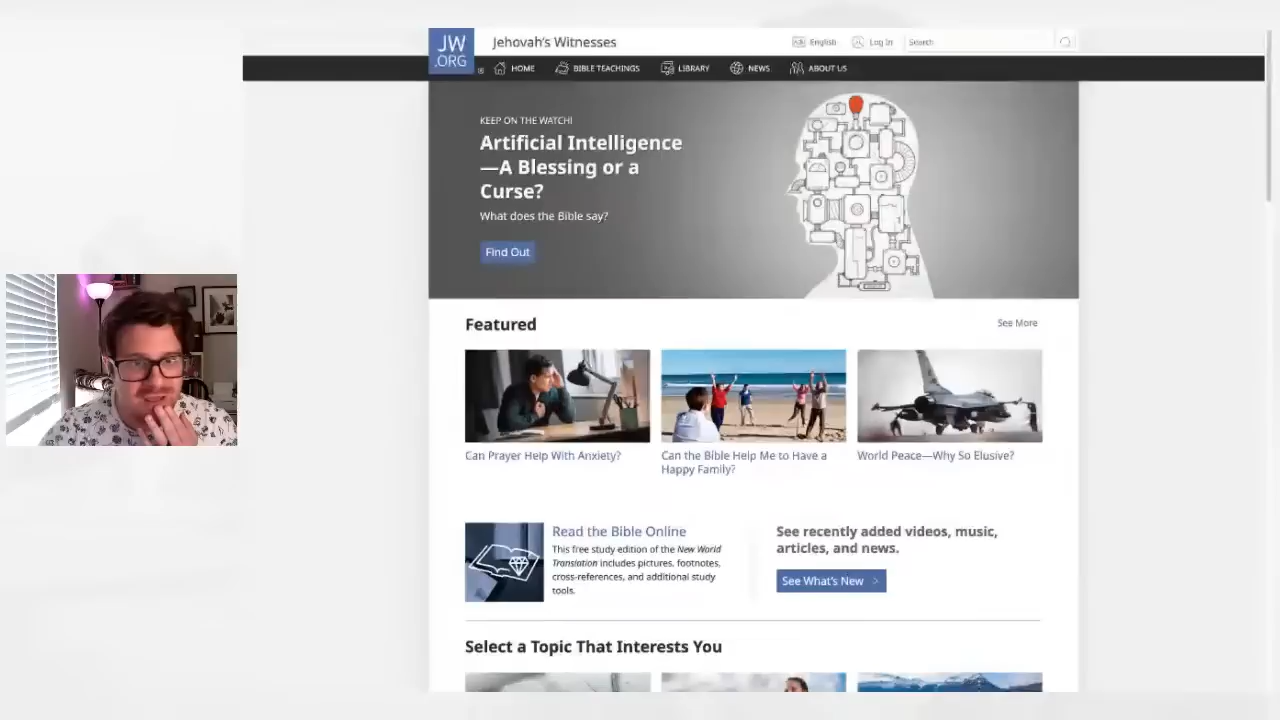 JW
.ORG
®
Jehovah's Witnesses
English
Log In
Search
HOME
BIBLE TEACHINGS
LIBRARY
NEWS
ABOUT US
KEEP ON THE WATCH!
Artificial Intelligence
—A Blessing or a
Curse?
What does the Bible say?
Find Out
Featured
See More
Can Prayer Help With Anxiety?
Can the Bible Help Me to Have a
Happy Family?
World Peace—Why So Elusive?
Read the Bible Online
This free study edition of the New World
Translation includes pictures, footnotes,
cross-references, and additional study
tools.
See recently added videos, music,
articles, and news.
See What's New >
Select a Topic That Interests You